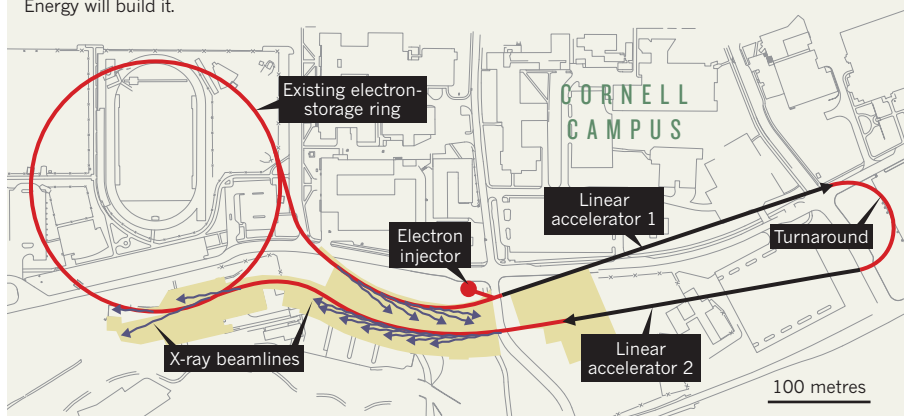 Energy will build it.
Existing electron-
storage ring
CORNELL
CAMPUS
Linear
accelerator 1
Electron
injector
Turnaround
X-ray beamlines
Linear
accelerator 2
100 metres